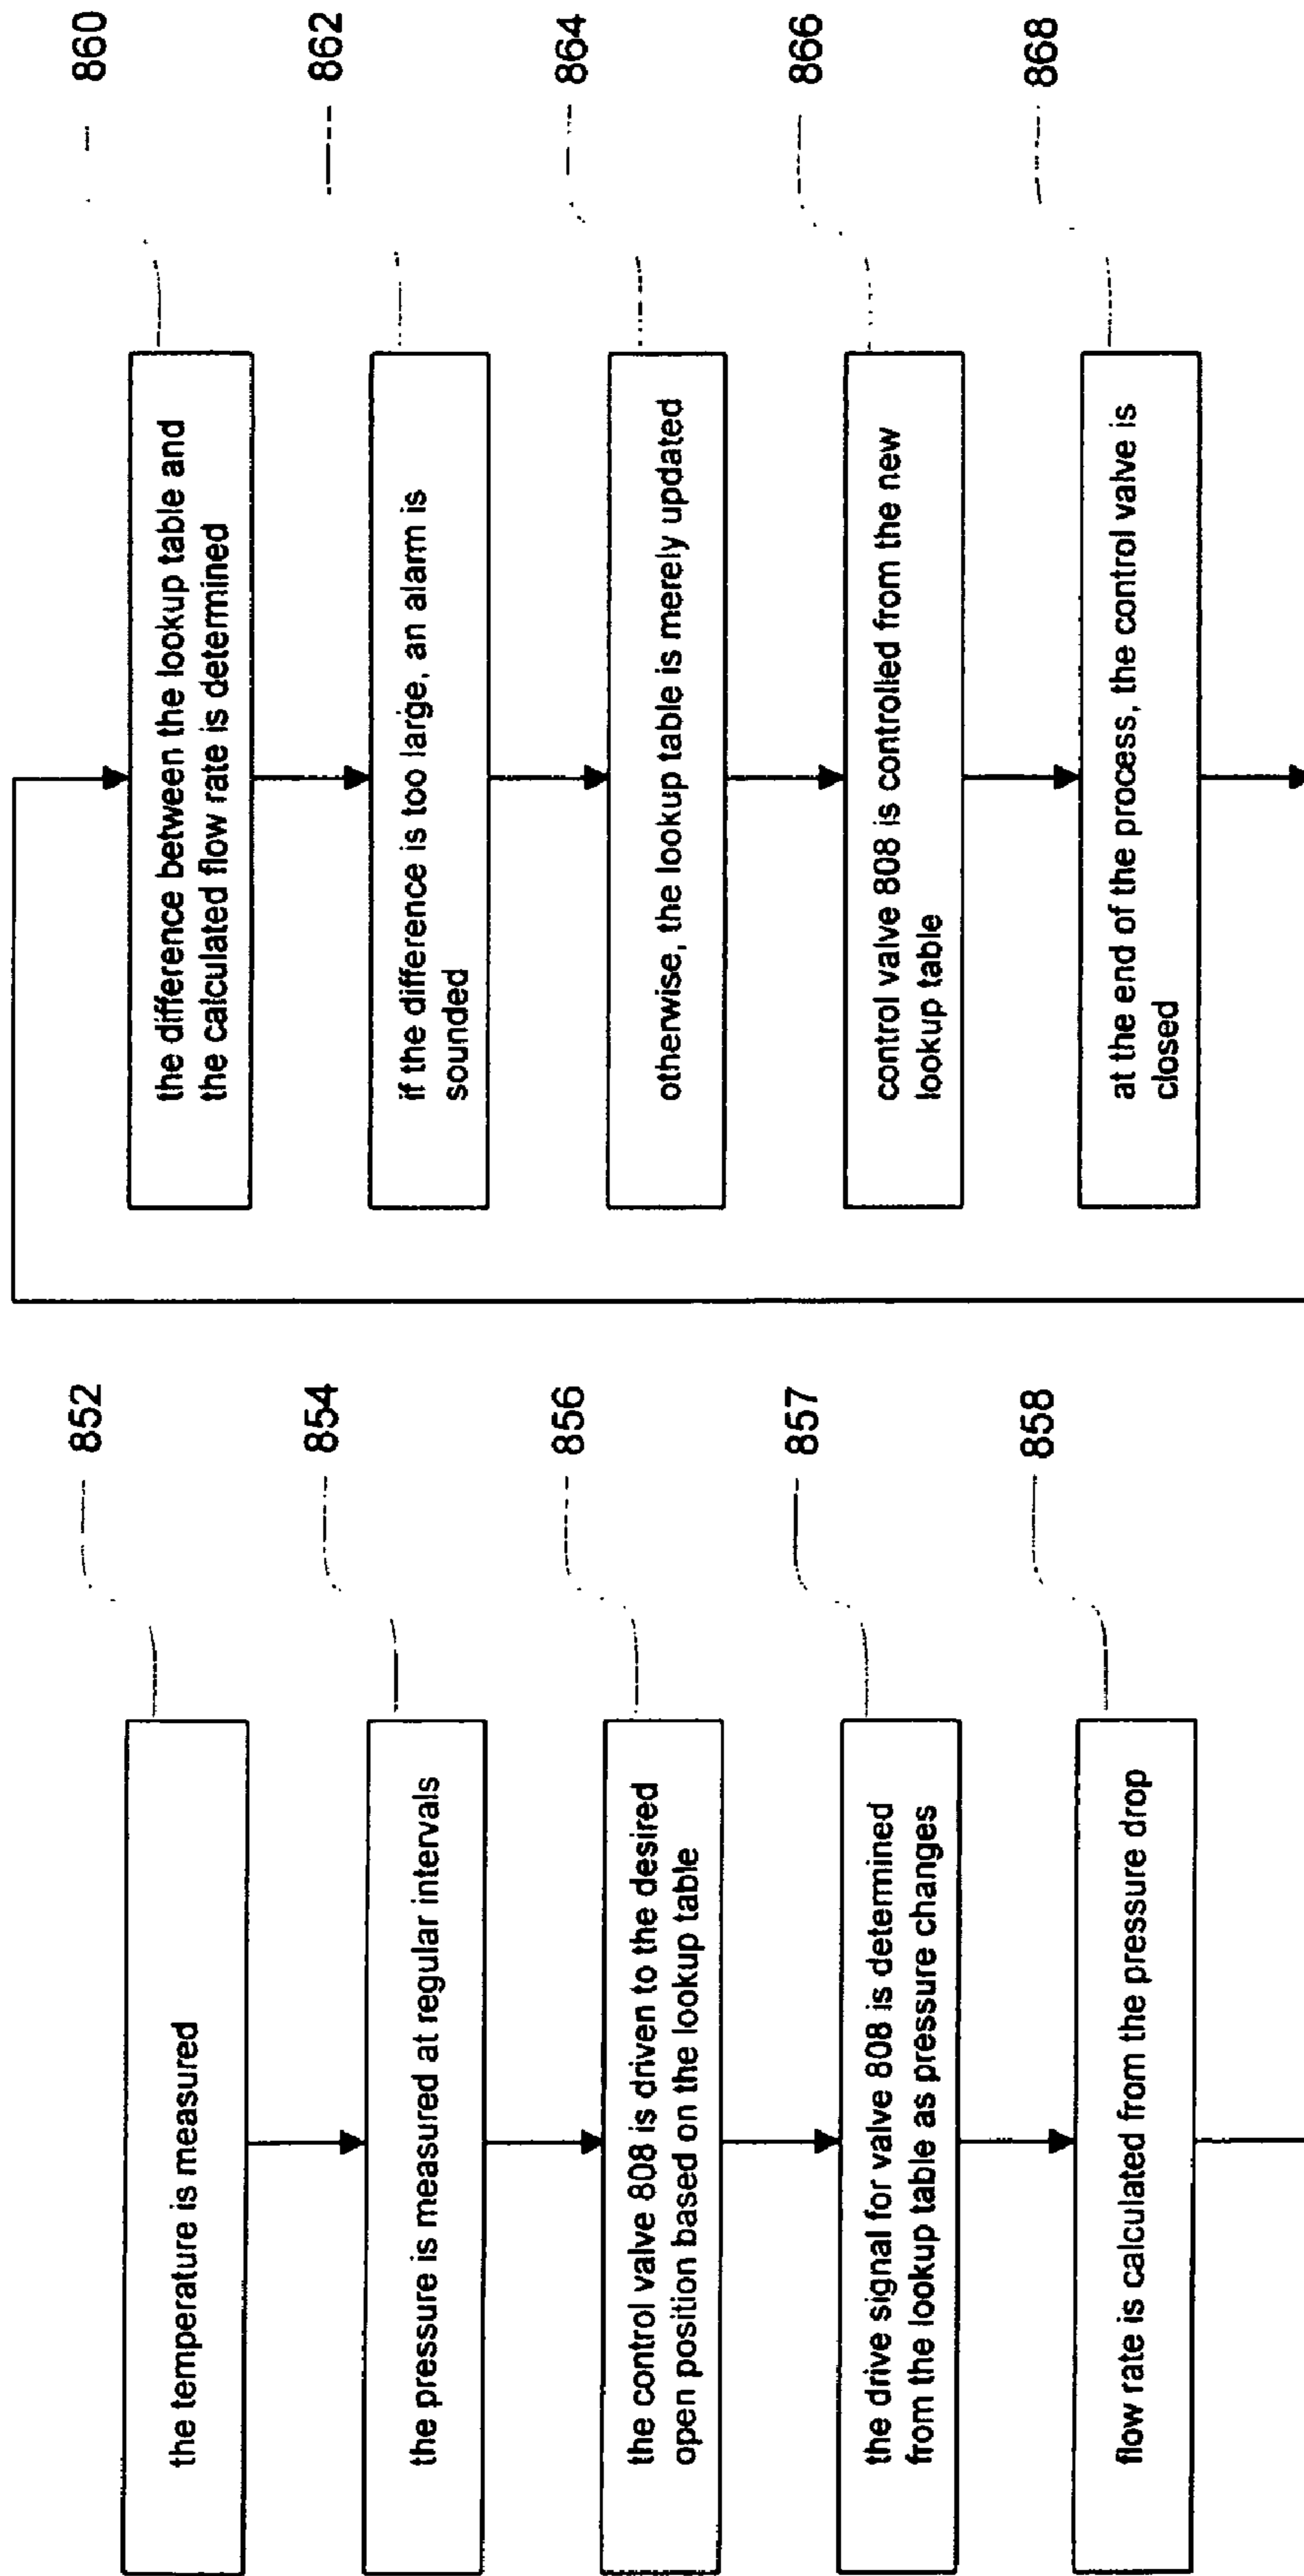 852
the temperature is measured
854
the pressure is measured at regular intervals
856
the control valve 808 is driven to the desired
open position based on the lookup table
857
the drive signal for valve 808 is determined
from the lookup table as pressure changes
858
flow rate is calculated from the pressure drop
860
the difference between the lookup table and
the calculated flow rate is determined
862
if the difference is too large, an alarm is
sounded
864
otherwise, the lookup table is merely updated
866
control valve 808 is controlled from the new
lookup table
868
at the end of the process, the control valve is
closed